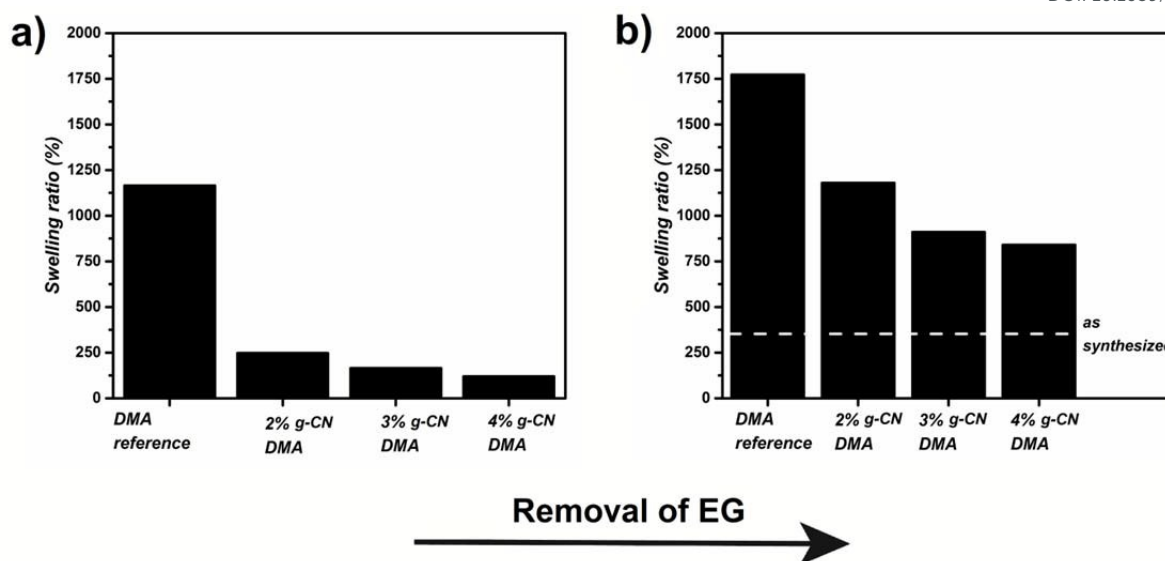 a)
2000
1750
1500
1250
1000
750
500
250
0
Swelling ratio (%)
DMA
reference
2% g-CN
DMA
3% g-CN
DMA
4% g-CN
DMA
b)
2000
1750
1500
1250
1000
750
500
250
0
Swelling ratio (%)
as
synthesized
DMA
reference
2% g-CN
DMA
3% g-CN
DMA
4% g-CN
DMA
Removal of EG